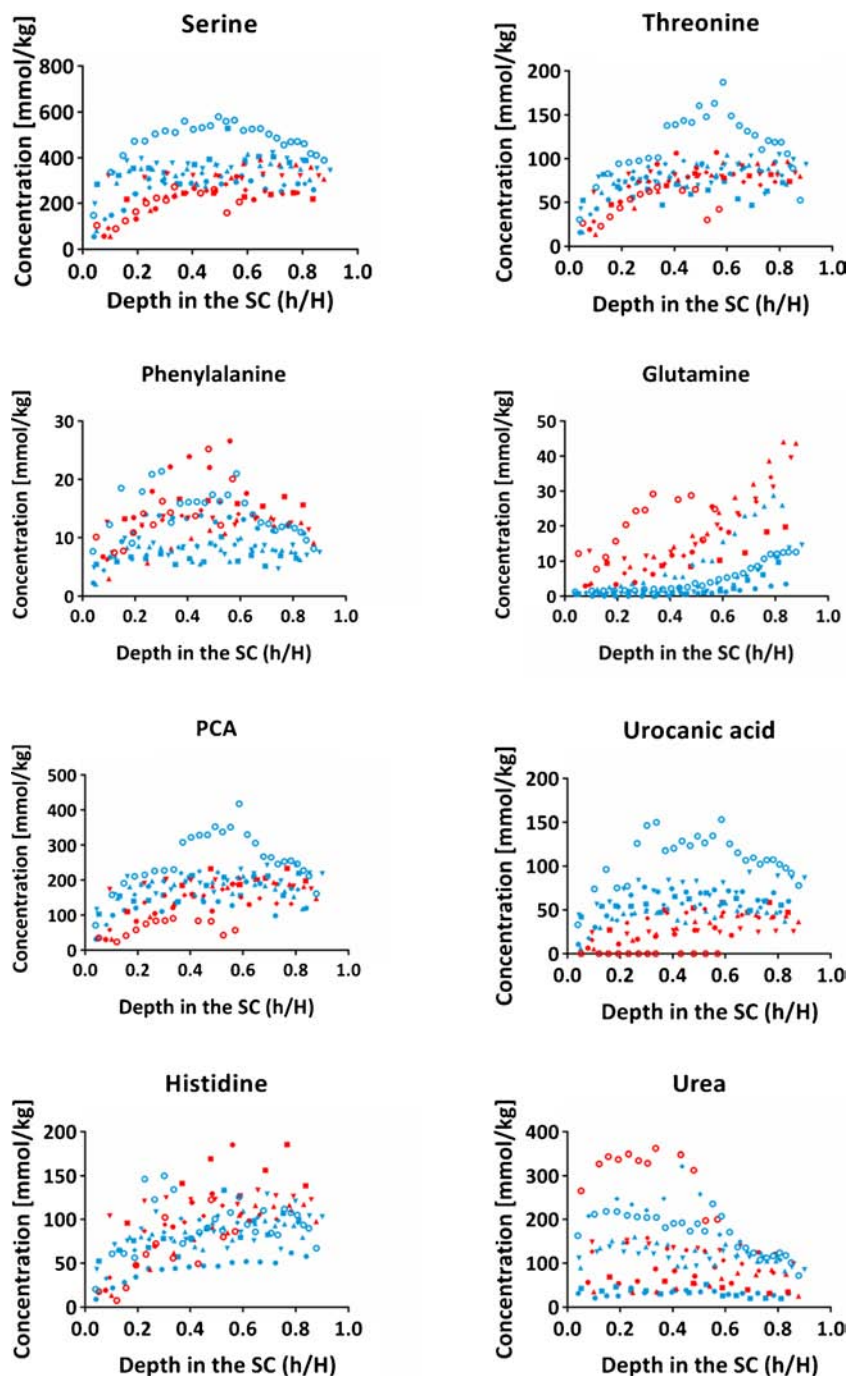 Serine
Concentration [mmol/kg]
800
600
400
200
0
0.0 0.2 0.4 0.6 0.8 1.0
Depth in the SC (h/H)
Threonine
Concentration [mmol/kg]
200
150
100
50
0
0.0 0.2 0.4 0.6 0.8 1.0
Depth in the SC (h/H)
Phenylalanine
Concentration [mmol/kg]
30
20
10
0
0.0 0.2 0.4 0.6 0.8 1.0
Depth in the SC (h/H)
Glutamine
Concentration [mmol/kg]
50
40
30
20
10
0
0.0 0.2 0.4 0.6 0.8 1.0
Depth in the SC (h/H)
PCA
Concentration [mmol/kg]
500
400
300
200
100
0
0.0 0.2 0.4 0.6 0.8 1.0
Depth in the SC (h/H)
Urocanic acid
Concentration [mmol/kg]
200
150
100
50
0
0.0 0.2 0.4 0.6 0.8 1.0
Depth in the SC (h/H)
Histidine
Concentration [mmol/kg]
200
150
100
50
0
0.0 0.2 0.4 0.6 0.8 1.0
Depth in the SC (h/H)
Urea
Concentration [mmol/kg]
400
300
200
100
0
0.0 0.2 0.4 0.6 0.8 1.0
Depth in the SC (h/H)